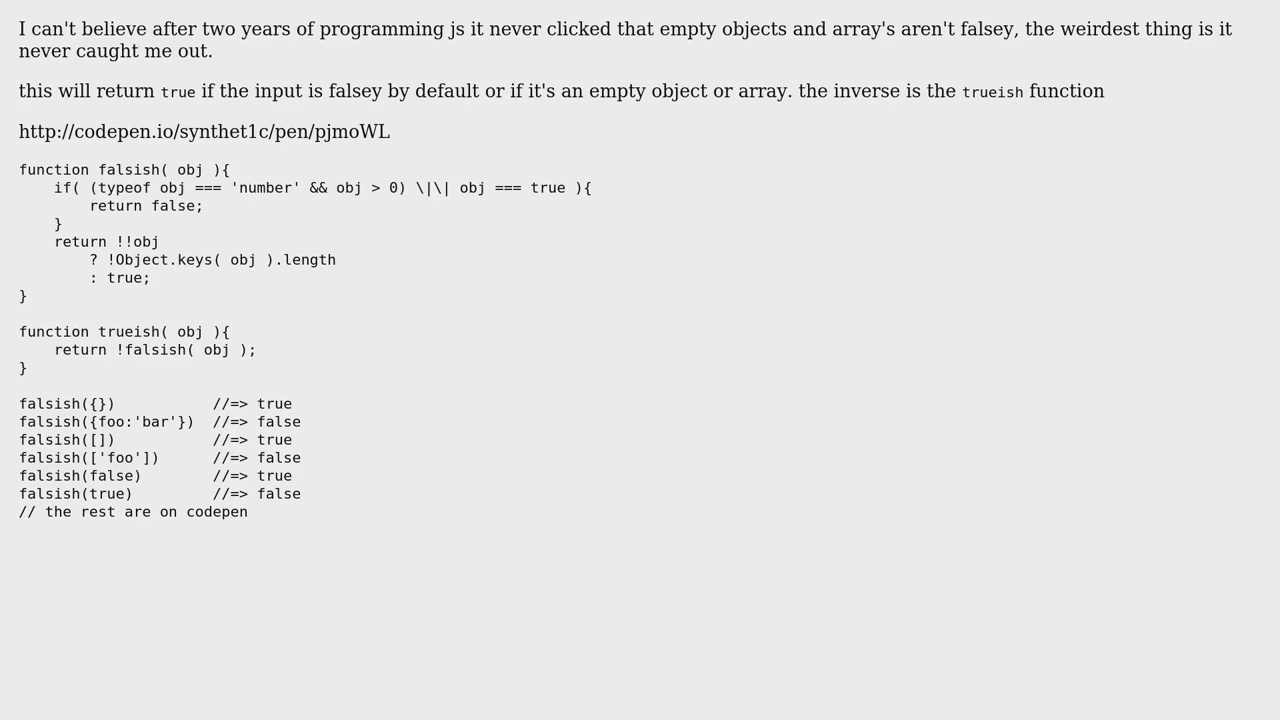 I can't believe after two years of programming js it never clicked that empty objects and array's aren't falsey, the weirdest thing is it
never caught me out.
this will return true if the input is falsey by default or if it's an empty object or array. the inverse is the trueish function
http://codepen.io/synthet1c/pen/pjmoWL
function falsish( obj ){
    if( (typeof obj === 'number' && obj > 0) \|\| obj === true ){
        return false;
    }
    return !!obj
        ? !Object.keys( obj ).length
        : true;
}
function trueish( obj ){
    return !falsish( obj );
}
falsish({})           //=> true
falsish({foo:'bar'})  //=> false
falsish([])           //=> true
falsish(['foo'])      //=> false
falsish(false)        //=> true
falsish(true)         //=> false
// the rest are on codepen